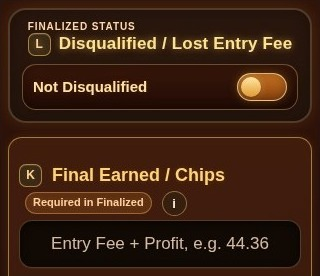 FINALIZED STATUS
L Disqualified / Lost Entry Fee
Not Disqualified
K Final Earned / Chips
Required in Finalized i
Entry Fee + Profit, e.g. 44.36